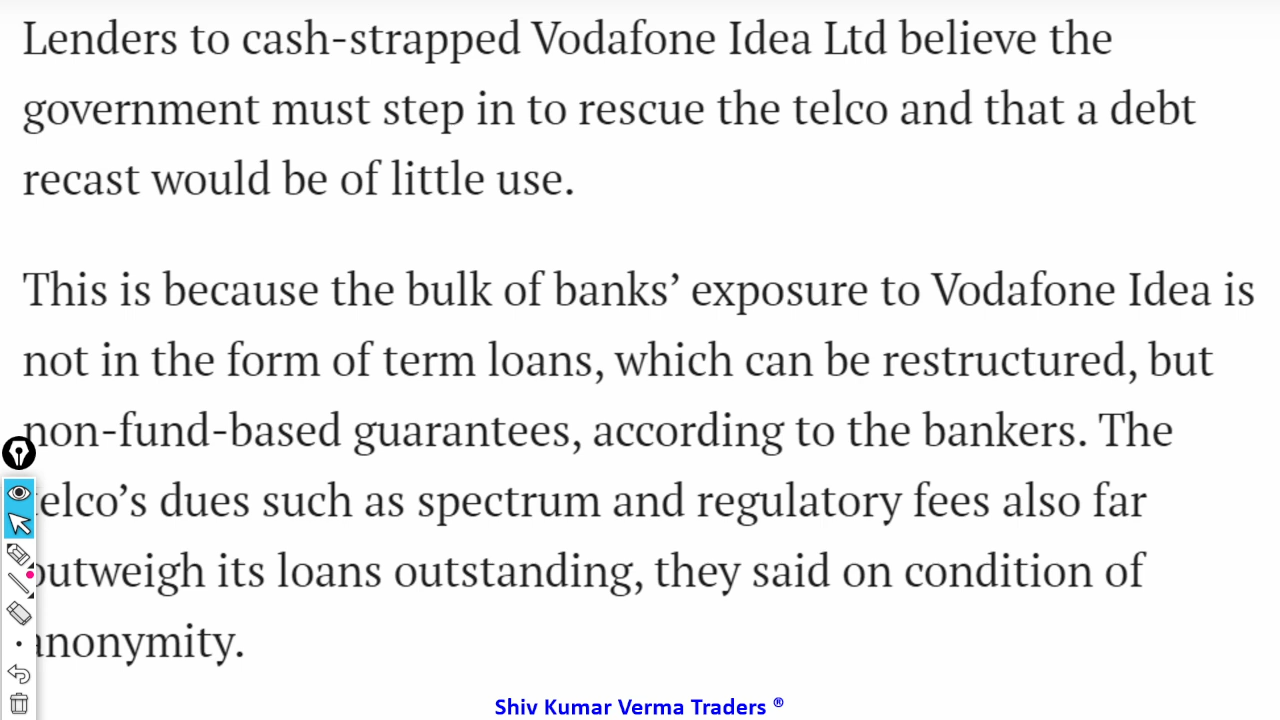 Lenders to cash-strapped Vodafone Idea Ltd believe the
government must step in to rescue the telco and that a debt
recast would be of little use.
This is because the bulk of banks’ exposure to Vodafone Idea is
not in the form of term loans, which can be restructured, but
non-fund-based guarantees, according to the bankers. The
telco’s dues such as spectrum and regulatory fees also far
outweigh its loans outstanding, they said on condition of
anonymity.
Shiv Kumar Verma Traders ®